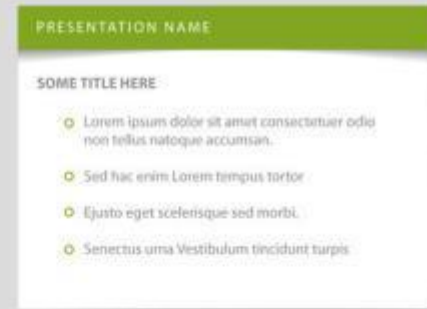 PRESENTATION NAME
SOME TITLE HERE
Lorem ipsum dolor sit amet consectetuer odio
non tellus natoque accumsan.
Sed hac enim Lorem tempus tortor
Ejusto eget scelerisque sed morbi.
Senectus urna Vestibulum tincidunt turpis